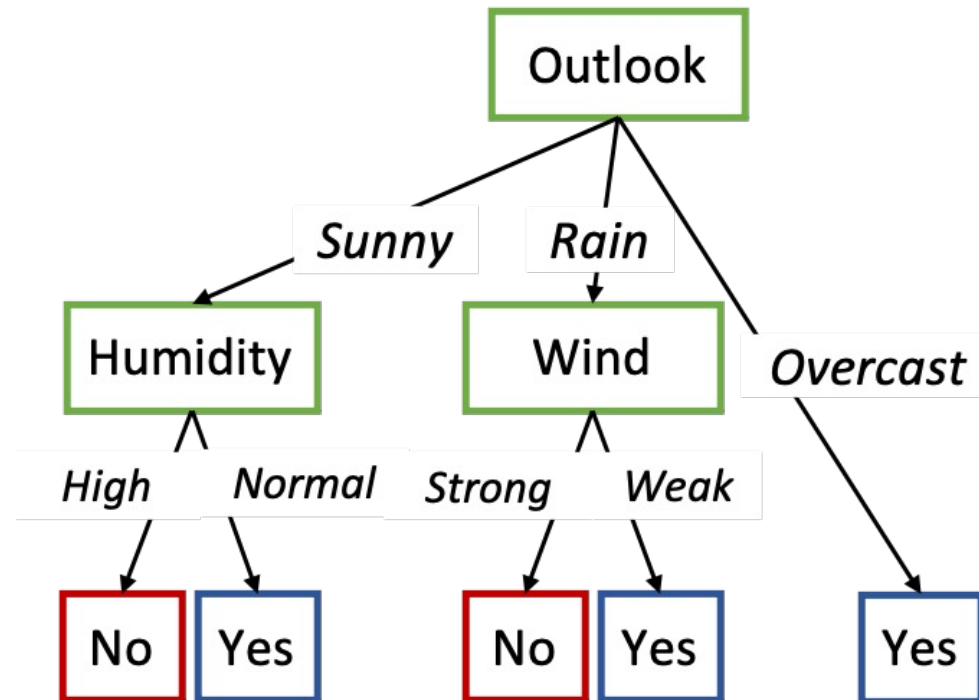 Outlook
Sunny
Rain
Humidity
Wind
Overcast
High
Normal
Strong
Weak
No
Yes
No
Yes
Yes